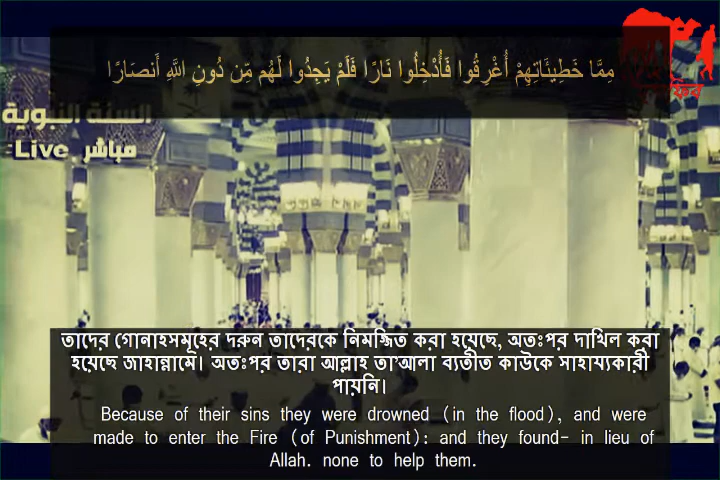 مِمَّا خَطِيئَاتِهِمْ أُغْرِقُوا فَأُدْخِلُوا نَارًا فَلَمْ يَجِدُوا لَهُم مِّن دُونِ اللَّهِ أَنصَارًا
السنة النبوية
Live مباشر
তাদের গোনাহসমূহের দরুন তাদেরকে নিমজ্জিত করা হয়েছে, অতঃপর দাখিল করা
হয়েছে জাহান্নামে। অতঃপর তারা আল্লাহ তা'আলা ব্যতীত কাউকে সাহায্যকারী
পায়নি।
Because of their sins they were drowned (in the flood), and were
made to enter the Fire (of Punishment): and they found- in lieu of
Allah. none to help them.